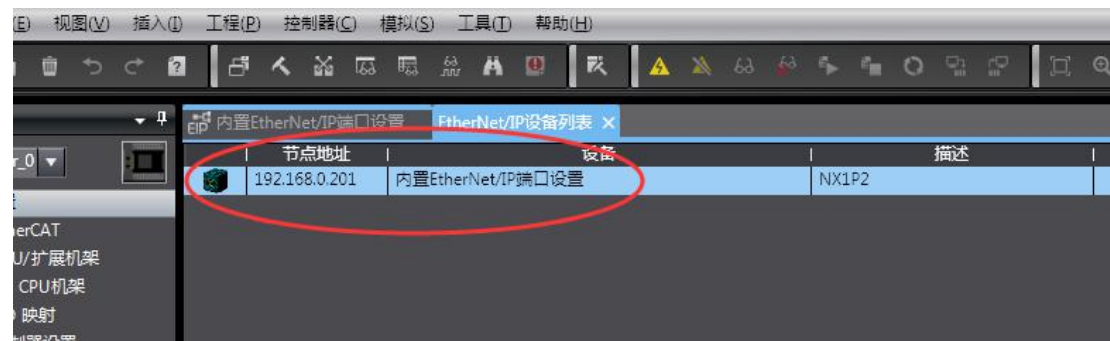 (E) 视图(V) 插入(I) 工程(P) 控制器(C) 模拟(S) 工具(T) 帮助(H)
EIP 内置EtherNet/IP端口设置 EtherNet/IP设备列表 ×
r_0
节点地址 设备 描述
192.168.0.201 内置EtherNet/IP端口设置 NX1P2
erCAT
U/扩展机架
CPU机架
映射